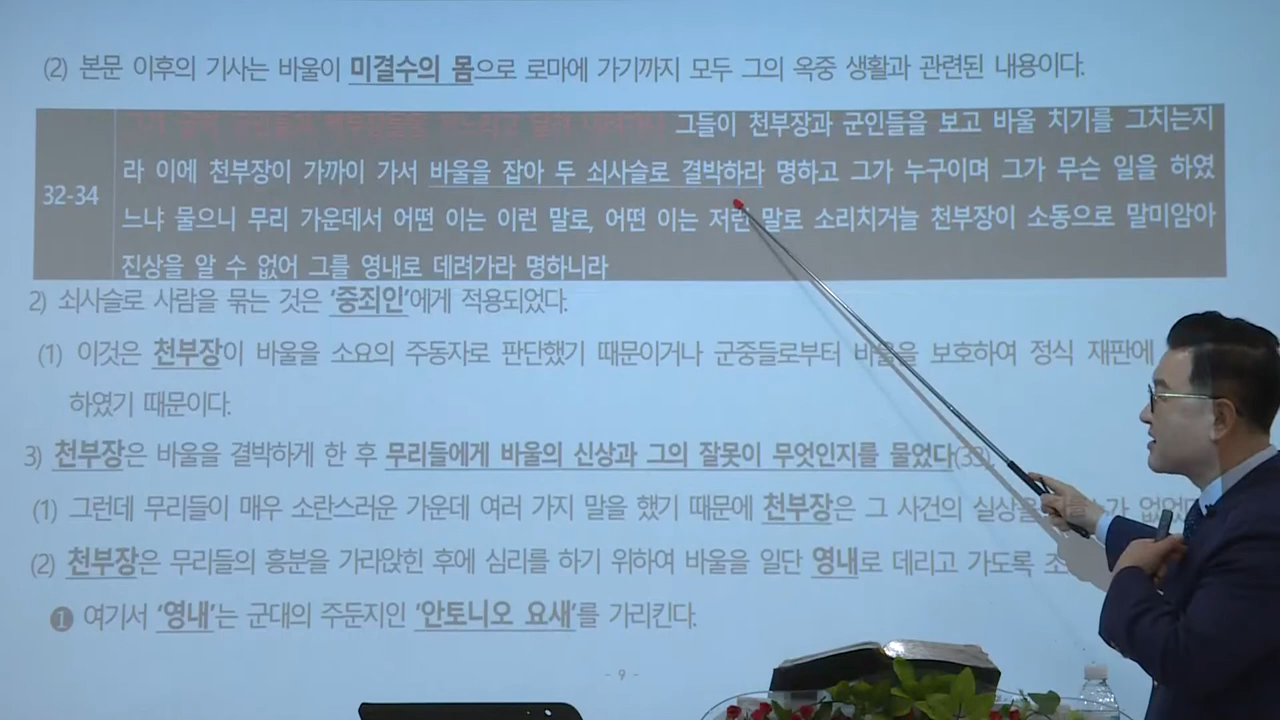 (2) 본문 이후의 기사는 바울이 미결수의 몸으로 로마에 가기까지 모두 그의 옥중 생활과 관련된 내용이다.
그들이 천부장과 군인들을 보고 바울 치기를 그치는지
라 이에 천부장이 가까이 가서 바울을 잡아 두 쇠사슬로 결박하라 명하고 그가 누구이며 그가 무슨 일을 하였
32-34
느냐 물으니 무리 가운데서 어떤 이는 이런 말로, 어떤 이는 저런 말로 소리치거늘 천부장이 소동으로 말미암아
진상을 알 수 없어 그를 영내로 데려가라 명하니라
2) 쇠사슬로 사람을 묶는 것은 '중죄인'에게 적용되었다.
(1) 이것은 천부장이 바울을 소요의 주동자로 판단했기 때문이거나 군중들로부터 바울을 보호하여 정식 재판에
하였기 때문이다.
3) 천부장은 바울을 결박하게 한 후 무리들에게 바울의 신상과 그의 잘못이 무엇인지를 물었다(33).
(1) 그런데 무리들이 매우 소란스러운 가운데 여러 가지 말을 했기 때문에 천부장은 그 사건의 실상을
(2) 천부장은 무리들의 흥분을 가라앉힌 후에 심리를 하기 위하여 바울을 일단 영내로 데리고 가도록
❶ 여기서 '영내'는 군대의 주둔지인 '안토니오 요새'를 가리킨다.
- 9 -